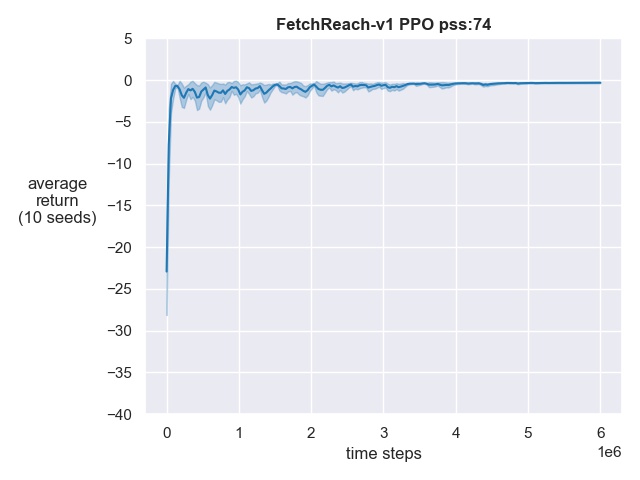 FetchReach-v1 PPO pss:74
5
0
−5
−10
−15
−20
−25
−30
−35
−40
average
return
(10 seeds)
0 1 2 3 4 5 6
1e6
time steps